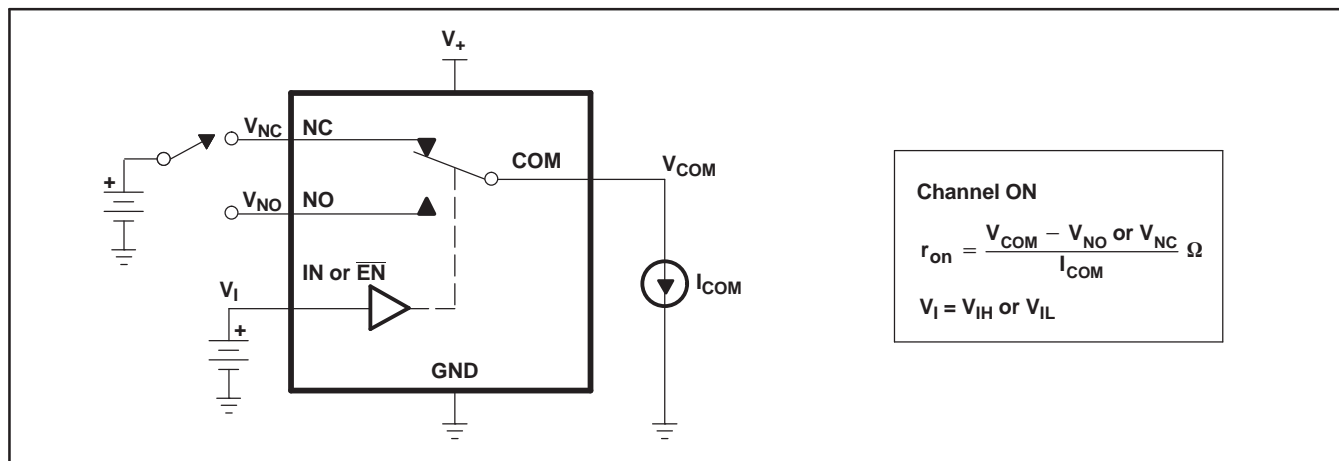 V+
VNC NC
COM
VCOM
+
VNO NO
IN or E̅N̅
VI
+
ICOM
GND
Channel ON
ron = VCOM − VNO or VNC / ICOM Ω
VI = VIH or VIL